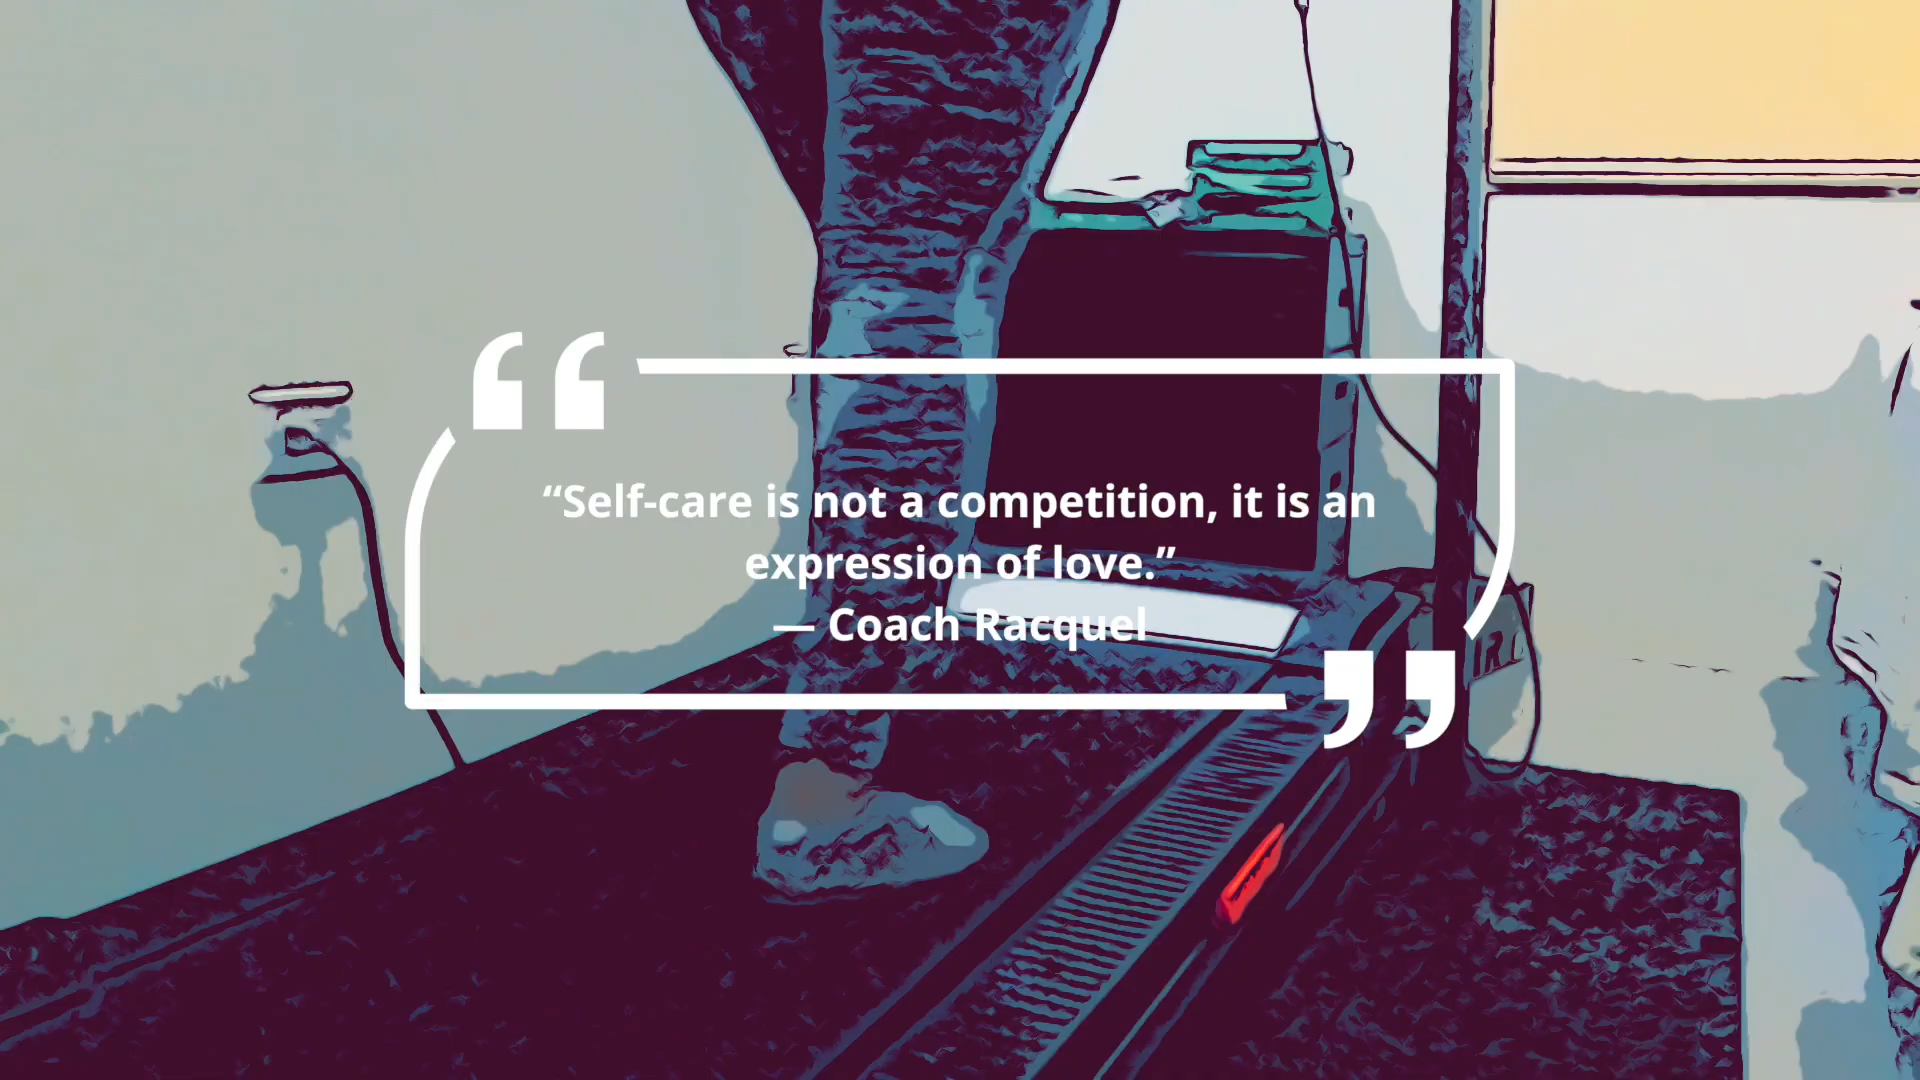 “Self-care is not a competition, it is an
expression of love.”
— Coach Racquel